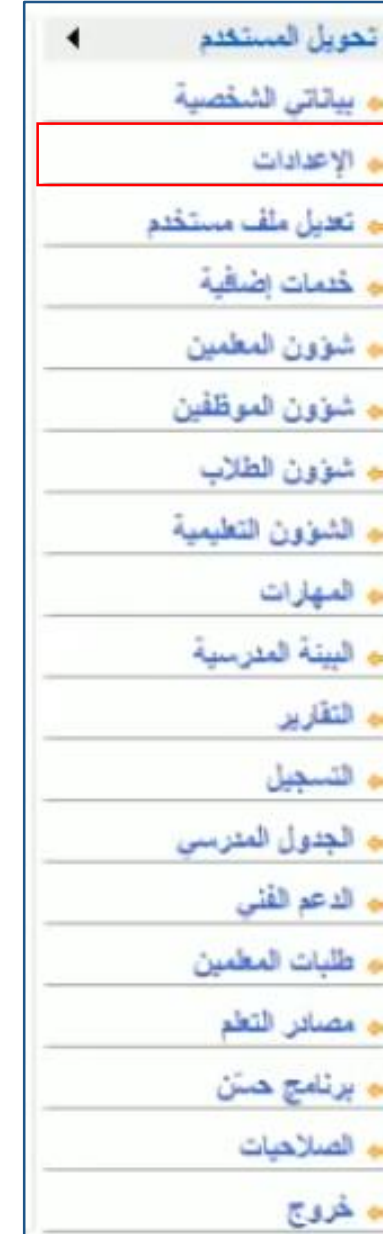 تحويل المستخدم
بياناتي الشخصية
الإعدادات
تعديل ملف مستخدم
خدمات إضافية
شؤون المعلمين
شؤون الموظفين
شؤون الطلاب
الشؤون التعليمية
المهارات
البيئة المدرسية
التقارير
التسجيل
الجدول المدرسي
الدعم الفني
طلبات المعلمين
مصادر التعلم
برنامج حسّن
الصلاحيات
خروج